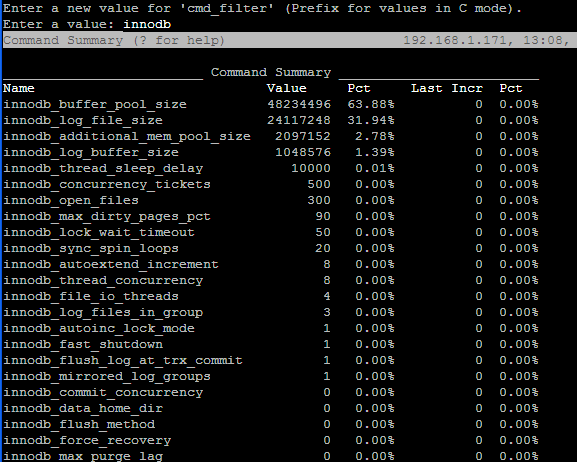 Enter a new value for 'cmd_filter' (Prefix for values in C mode).
Enter a value: innodb
Command Summary (? for help) 192.168.1.171, 13:08,
_________________________ Command Summary _________________________
Name Value Pct Last Incr Pct
innodb_buffer_pool_size 48234496 63.88% 0 0.00%
innodb_log_file_size 24117248 31.94% 0 0.00%
innodb_additional_mem_pool_size 2097152 2.78% 0 0.00%
innodb_log_buffer_size 1048576 1.39% 0 0.00%
innodb_thread_sleep_delay 10000 0.01% 0 0.00%
innodb_concurrency_tickets 500 0.00% 0 0.00%
innodb_open_files 300 0.00% 0 0.00%
innodb_max_dirty_pages_pct 90 0.00% 0 0.00%
innodb_lock_wait_timeout 50 0.00% 0 0.00%
innodb_sync_spin_loops 20 0.00% 0 0.00%
innodb_autoextend_increment 8 0.00% 0 0.00%
innodb_thread_concurrency 8 0.00% 0 0.00%
innodb_file_io_threads 4 0.00% 0 0.00%
innodb_log_files_in_group 3 0.00% 0 0.00%
innodb_autoinc_lock_mode 1 0.00% 0 0.00%
innodb_fast_shutdown 1 0.00% 0 0.00%
innodb_flush_log_at_trx_commit 1 0.00% 0 0.00%
innodb_mirrored_log_groups 1 0.00% 0 0.00%
innodb_commit_concurrency 0 0.00% 0 0.00%
innodb_data_home_dir 0 0.00% 0 0.00%
innodb_flush_method 0 0.00% 0 0.00%
innodb_force_recovery 0 0.00% 0 0.00%
innodb_max_purge_lag 0 0.00% 0 0.00%